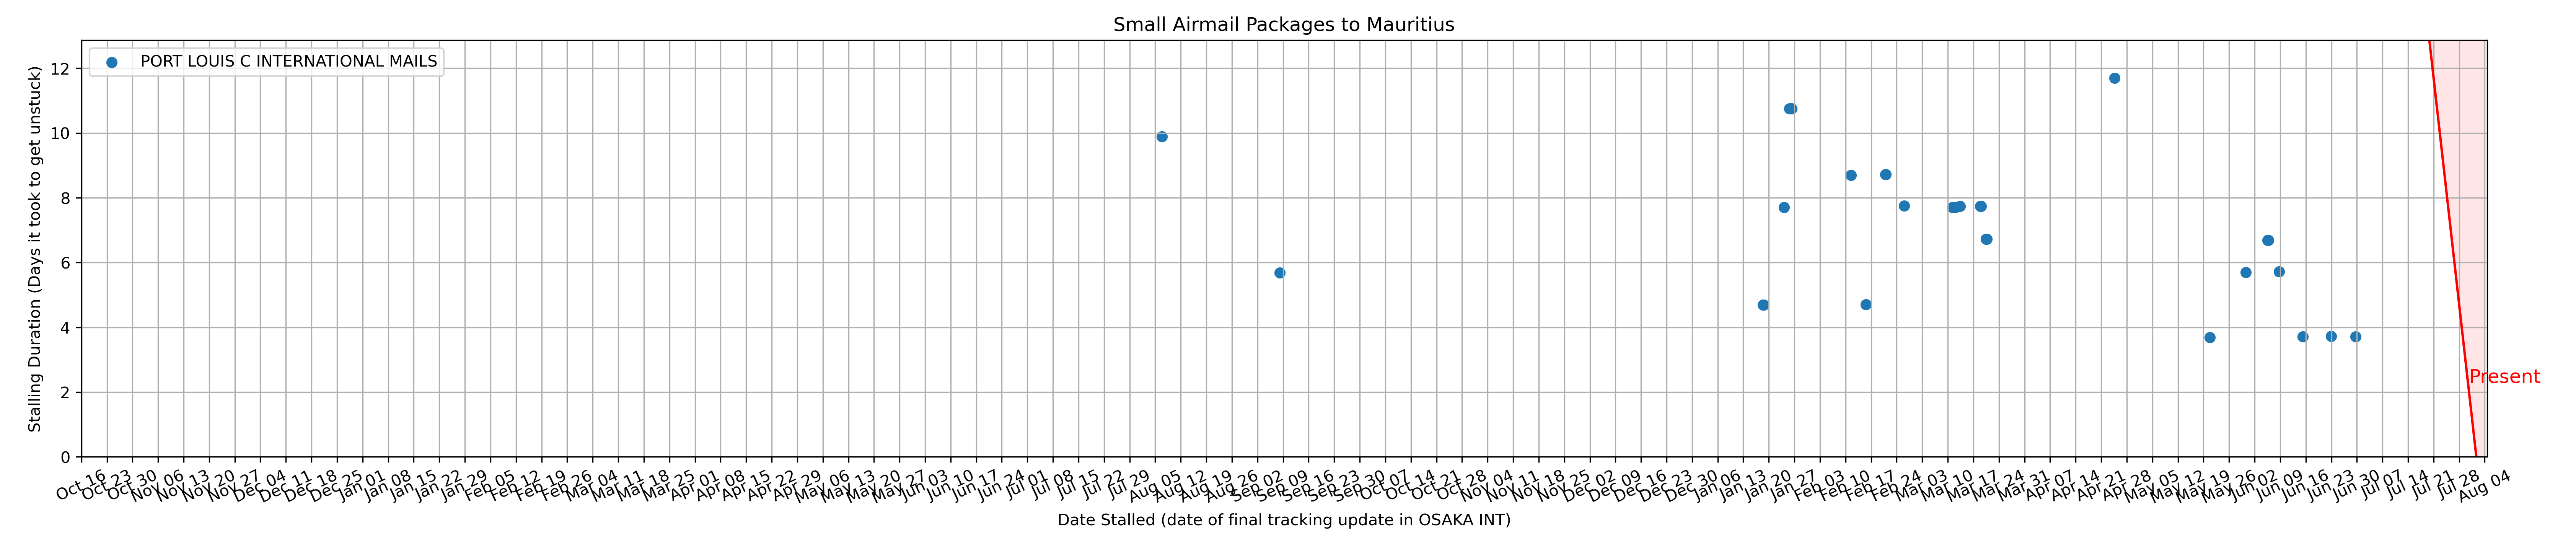 Small Airmail Packages to Mauritius
PORT LOUIS C INTERNATIONAL MAILS
Stalling Duration (Days it took to get unstuck)
12
10
8
6
4
2
0
Present
Oct 16
Oct 23
Oct 30
Nov 06
Nov 13
Nov 20
Nov 27
Dec 04
Dec 11
Dec 18
Dec 25
Jan 01
Jan 08
Jan 15
Jan 22
Jan 29
Feb 05
Feb 12
Feb 19
Feb 26
Mar 04
Mar 11
Mar 18
Mar 25
Apr 01
Apr 08
Apr 15
Apr 22
Apr 29
May 06
May 13
May 20
May 27
Jun 03
Jun 10
Jun 17
Jun 24
Jul 01
Jul 08
Jul 15
Jul 22
Jul 29
Aug 05
Aug 12
Aug 19
Aug 26
Sep 02
Sep 09
Sep 16
Sep 23
Sep 30
Oct 07
Oct 14
Oct 21
Oct 28
Nov 04
Nov 11
Nov 18
Nov 25
Dec 02
Dec 09
Dec 16
Dec 23
Dec 30
Jan 06
Jan 13
Jan 20
Jan 27
Feb 03
Feb 10
Feb 17
Feb 24
Mar 03
Mar 10
Mar 17
Mar 24
Mar 31
Apr 07
Apr 14
Apr 21
Apr 28
May 05
May 12
May 19
May 26
Jun 02
Jun 09
Jun 16
Jun 23
Jun 30
Jul 07
Jul 14
Jul 21
Jul 28
Aug 04
Date Stalled (date of final tracking update in OSAKA INT)